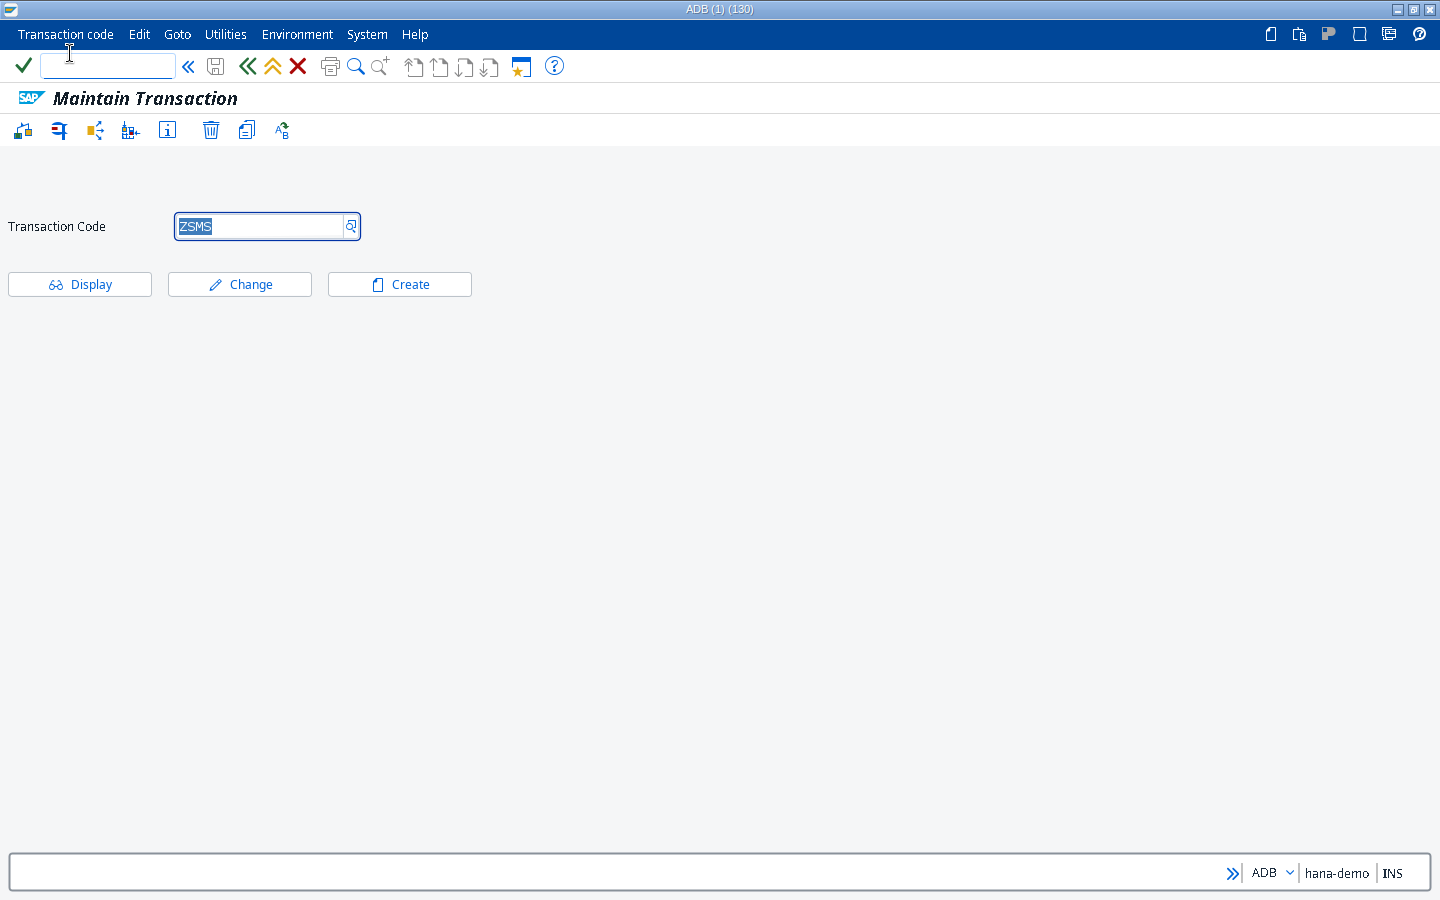 ADB (1) (130)
Transaction code Edit Goto Utilities Environment System Help
SAP Maintain Transaction
Transaction Code ZSMS
Display Change Create
ADB hana-demo INS